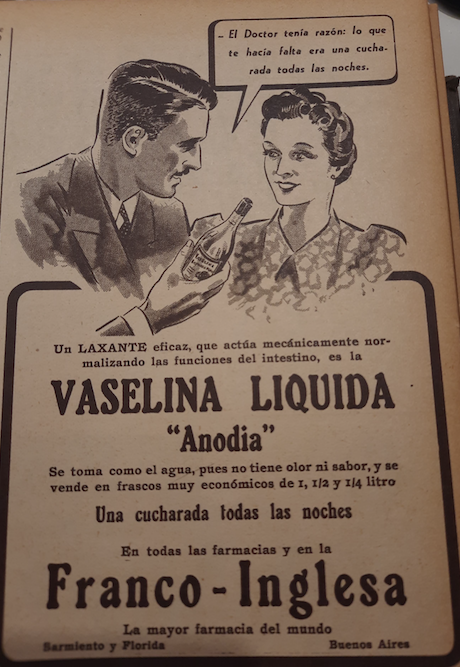 – El Doctor tenía razón: lo que
te hacía falta era una cucha-
rada todas las noches.
Un LAXANTE eficaz, que actúa mecánicamente nor-
malizando las funciones del intestino, es la
VASELINA LIQUIDA
"Anodia"
Se toma como el agua, pues no tiene olor ni sabor, y se
vende en frascos muy económicos de 1, 1/2 y 1/4 litro
Una cucharada todas las noches
En todas las farmacias y en la
Franco - Inglesa
La mayor farmacia del mundo
Sarmiento y Florida Buenos Aires